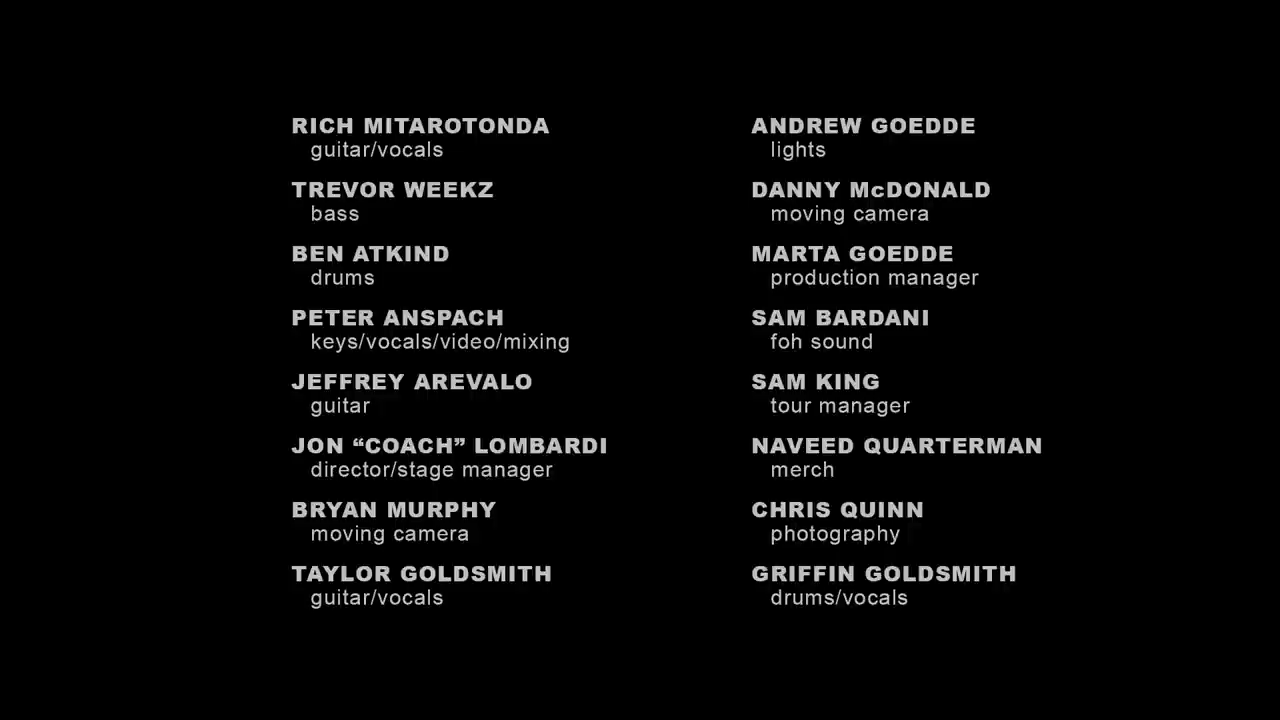 RICH MITAROTONDA
guitar/vocals
TREVOR WEEKZ
bass
BEN ATKIND
drums
PETER ANSPACH
keys/vocals/video/mixing
JEFFREY AREVALO
guitar
JON “COACH” LOMBARDI
director/stage manager
BRYAN MURPHY
moving camera
TAYLOR GOLDSMITH
guitar/vocals
ANDREW GOEDDE
lights
DANNY McDONALD
moving camera
MARTA GOEDDE
production manager
SAM BARDANI
foh sound
SAM KING
tour manager
NAVEED QUARTERMAN
merch
CHRIS QUINN
photography
GRIFFIN GOLDSMITH
drums/vocals